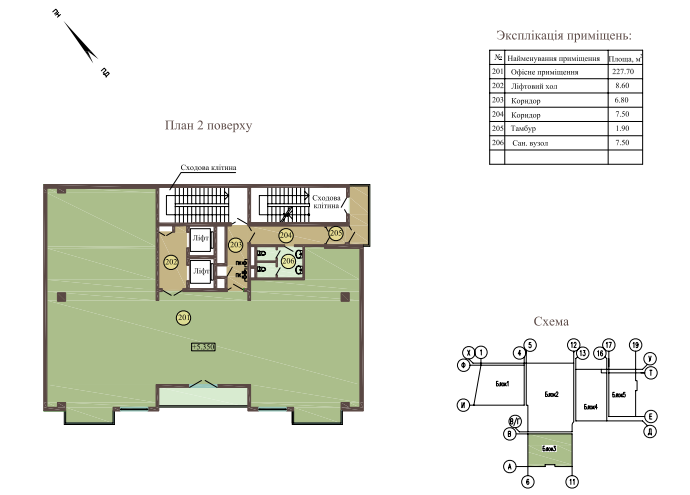 ПН
ПД
Експлікація приміщень:
№ Найменування приміщення Площа, м²
201 Офісне приміщення 227.70
202 Ліфтовий хол 8.60
203 Коридор 6.80
204 Коридор 7.50
205 Тамбур 1.90
206 Сан. вузол 7.50
План 2 поверху
Сходова клітина
Сходова
клітина
Ліфт
203
204
205
202
Ліфт
206
ПК
ПК
201
+5.350
Схема
5 12 17 19
Х 1 4 13 16 У
Ф Т
Блок1 Блок2 Блок4 Блок5
И Е
В/Г Д
В
Блок3
А
6 11